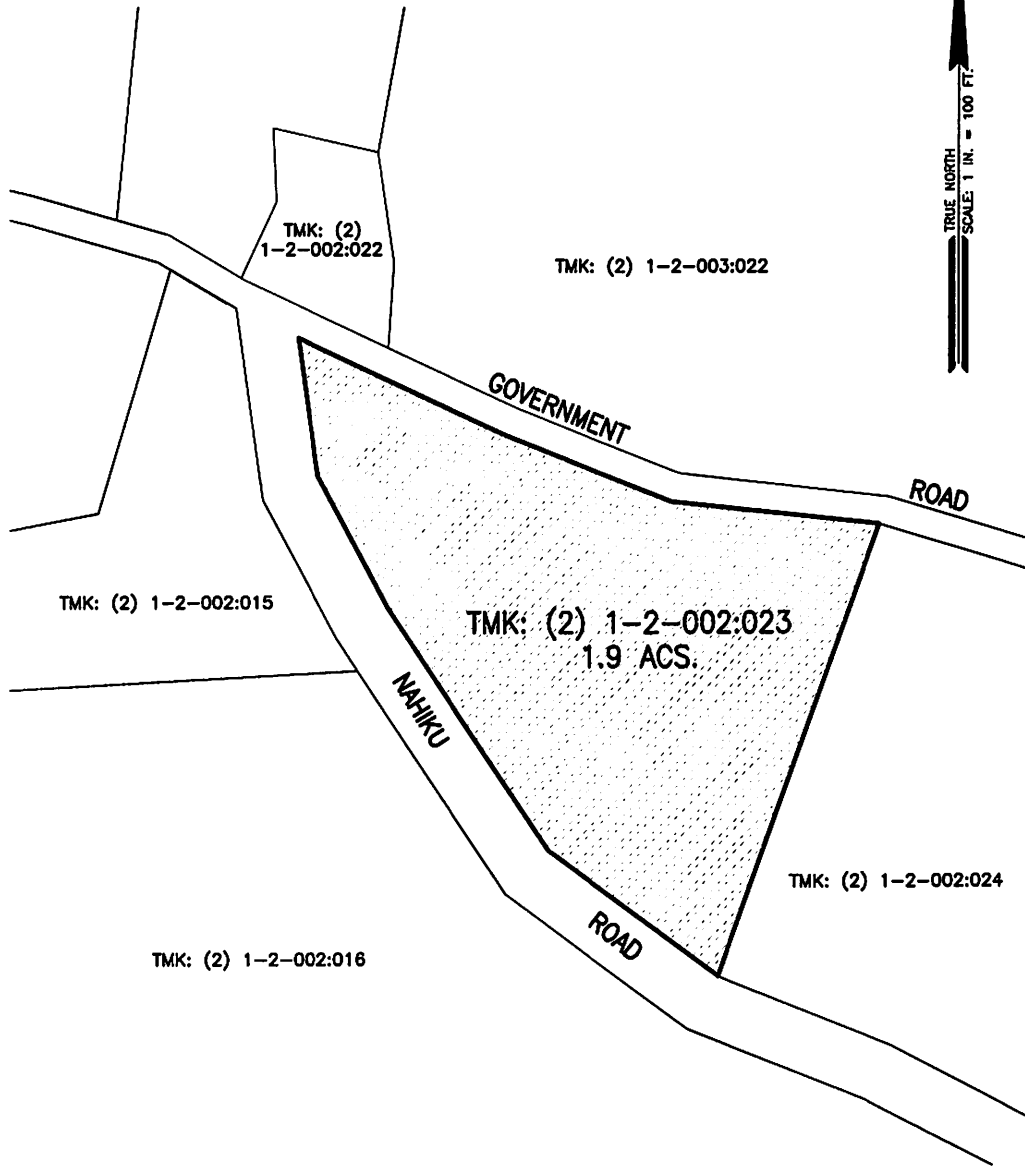 TRUE NORTH
SCALE: 1 IN. = 100 FT.
TMK: (2)
1-2-002:022
TMK: (2) 1-2-003:022
GOVERNMENT
ROAD
TMK: (2) 1-2-002:015
TMK: (2) 1-2-002:023
1.9 ACS.
NAHIKU
ROAD
TMK: (2) 1-2-002:024
TMK: (2) 1-2-002:016